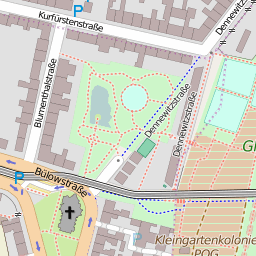 P
Kurfürstenstraße
Blumenthalstraße
Dennewitzstraße
Dennewitzstraße
Gl
P
Bülowstraße
Kleingartenkolonie
POG